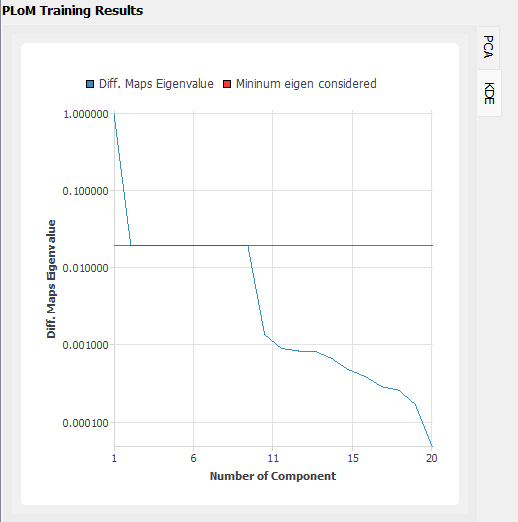 PLoM Training Results
PCA
KDE
Diff. Maps Eigenvalue Mininum eigen considered
1.000000
0.100000
0.010000
0.001000
0.000100
Diff. Maps Eigenvalue
1 6 11 15 20
Number of Component